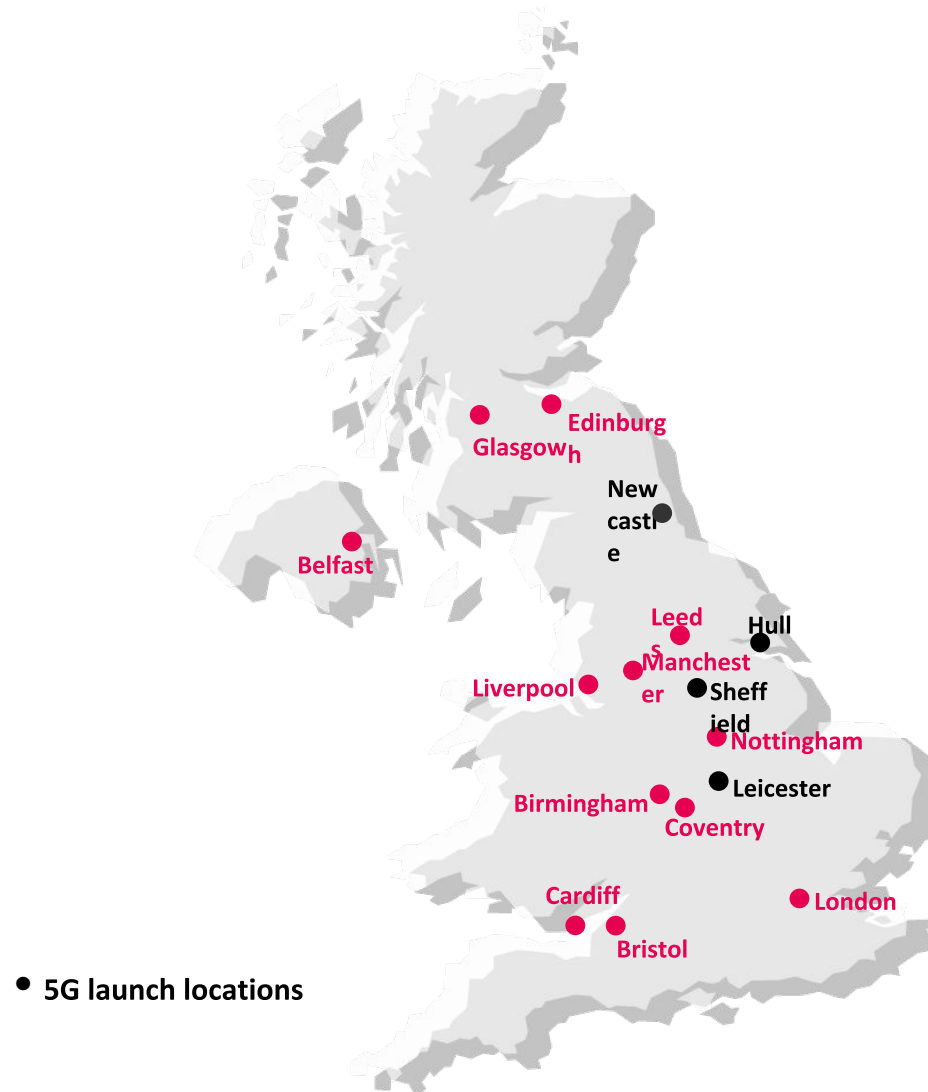 Edinburg
h
Glasgow
New
castl
e
Belfast
Leed
s
Hull
Manchest
er
Liverpool
Sheff
ield
Nottingham
Leicester
Birmingham
Coventry
Cardiff
London
Bristol
• 5G launch locations